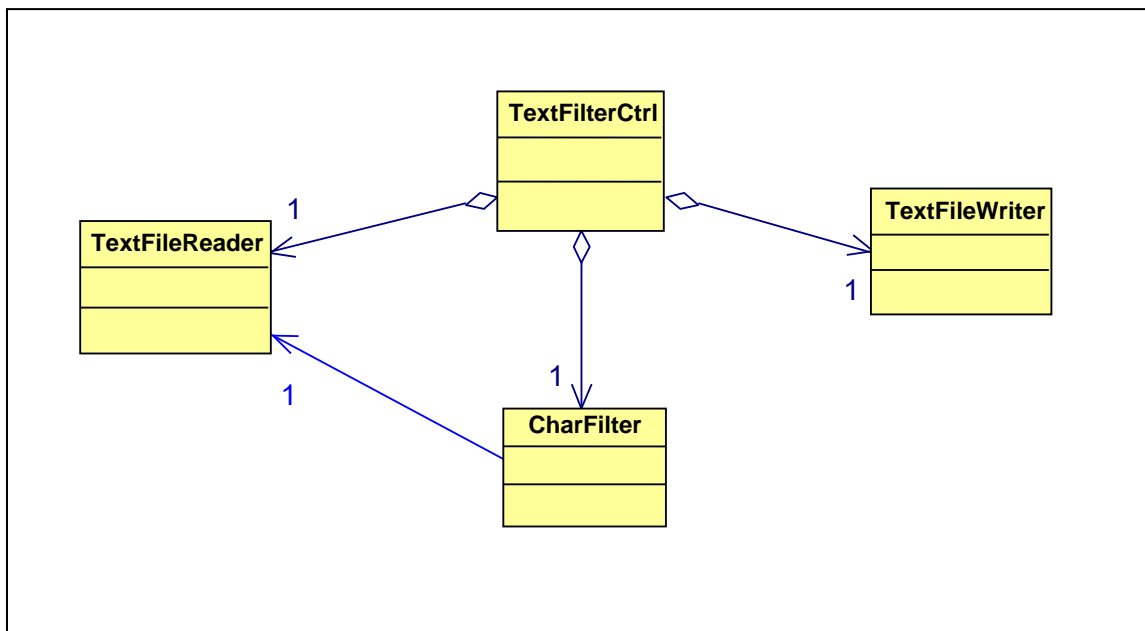 TextFilterCtrl
TextFileWriter
1
TextFileReader
1
1
1
CharFilter